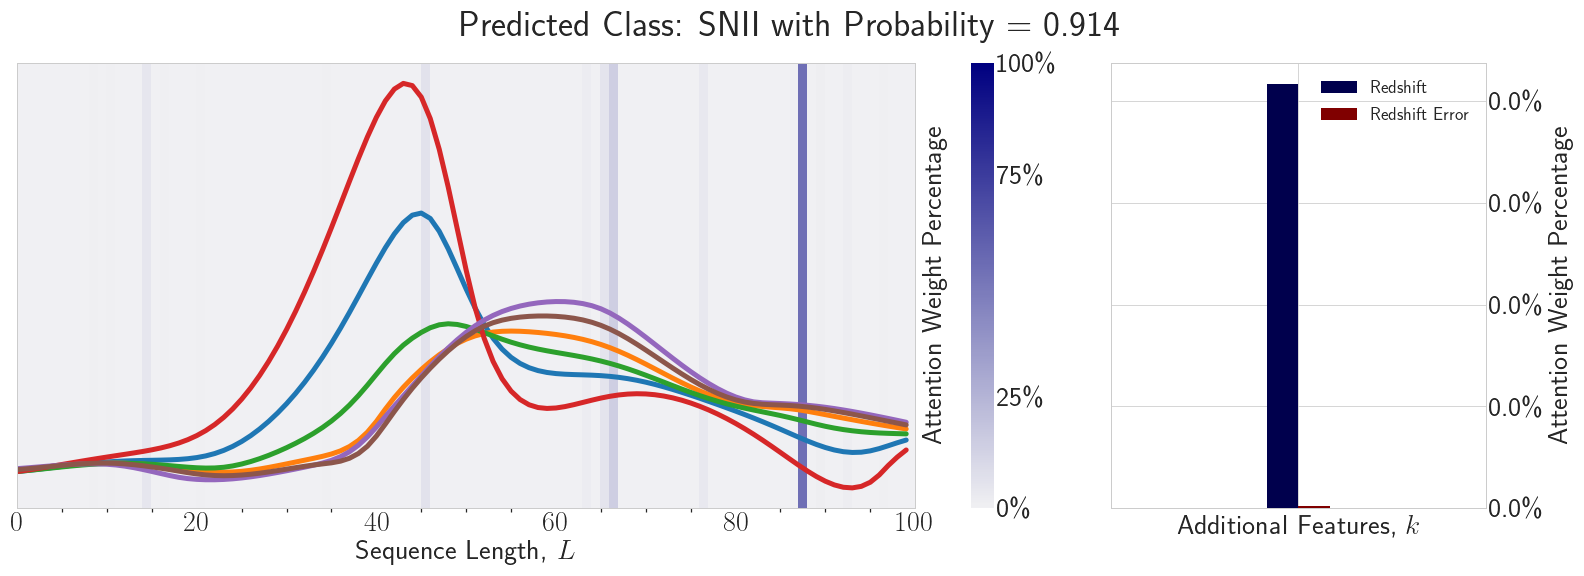 Predicted Class: SNII with Probability = 0.914
0
20
40
60
80
100
Sequence Length, L
100%
75%
25%
0%
Attention Weight Percentage
Redshift
Redshift Error
0.0%
0.0%
0.0%
0.0%
0.0%
Attention Weight Percentage
Additional Features, k